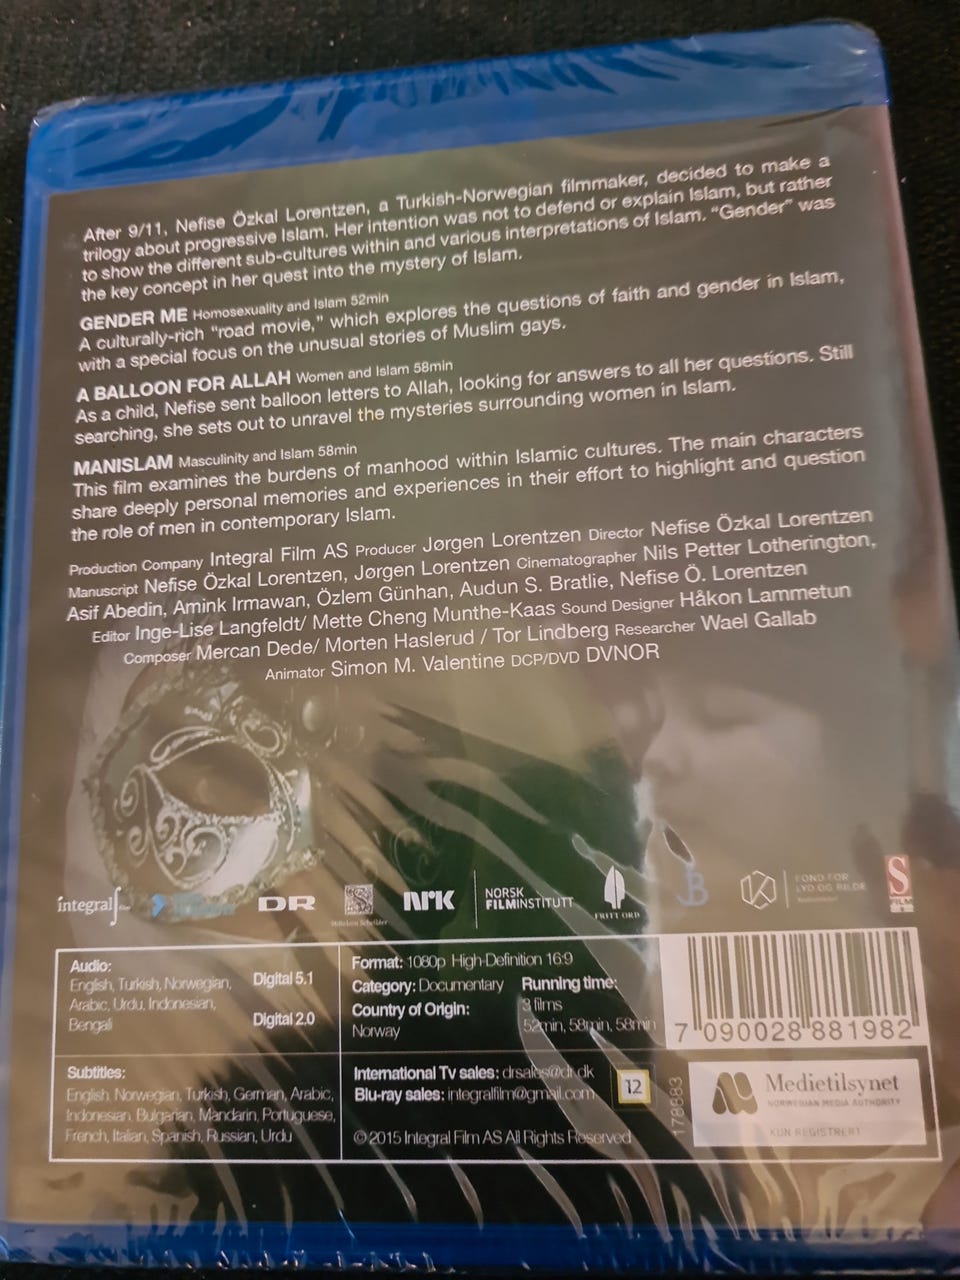 After 9/11, Nefise Özkal Lorentzen, a Turkish-Norwegian filmmaker, decided to make a
trilogy about progressive Islam. Her intention was not to defend or explain Islam, but rather
to show the different sub-cultures within and various interpretations of Islam. "Gender" was
the key concept in her quest into the mystery of Islam.
GENDER ME Homosexuality and Islam 52min
A culturally-rich "road movie," which explores the questions of faith and gender in Islam,
with a special focus on the unusual stories of Muslim gays.
A BALLOON FOR ALLAH Women and Islam 58min
As a child, Nefise sent balloon letters to Allah, looking for answers to all her questions. Still
searching, she sets out to unravel the mysteries surrounding women in Islam.
MANISLAM Masculinity and Islam 58min
This film examines the burdens of manhood within Islamic cultures. The main characters
share deeply personal memories and experiences in their effort to highlight and question
the role of men in contemporary Islam.
Production Company Integral Film AS Producer Jørgen Lorentzen Director Nefise Özkal Lorentzen
Manuscript Nefise Özkal Lorentzen, Jørgen Lorentzen Cinematographer Nils Petter Lotherington,
Asif Abedin, Amink Irmawan, Özlem Günhan, Audun S. Bratlie, Nefise Ö. Lorentzen
Editor Inge-Lise Langfeldt/ Mette Cheng Munthe-Kaas Sound Designer Håkon Lammetun
Composer Mercan Dede/ Morten Haslerud / Tor Lindberg Researcher Wael Gallab
Animator Simon M. Valentine DCP/DVD DVNOR
integral film
DR
NRK
NORSK
FILMINSTITUTT
FRITT ORD
FOND FOR
LYD OG BILDE
S
FILM
Audio:
English, Turkish, Norwegian,
Arabic, Urdu, Indonesian,
Bengali
Digital 5.1
Digital 2.0
Format: 1080p High-Definition 16:9
Category: Documentary
Country of Origin:
Norway
Running time:
3 films
52min, 58min, 58min
7 090028 881982
Subtitles:
English, Norwegian, Turkish, German, Arabic,
Indonesian, Bulgarian, Mandarin, Portuguese,
French, Italian, Spanish, Russian, Urdu
International Tv sales: drsales@dr.dk
Blu-ray sales: integralfilm@gmail.com
© 2015 Integral Film AS All Rights Reserved
12
178683
Medietilsynet
NORWEGIAN MEDIA AUTHORITY
KUN REGISTRERT